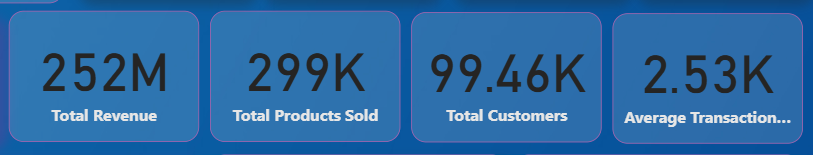 252M
Total Revenue
299K
Total Products Sold
99.46K
Total Customers
2.53K
Average Transaction...